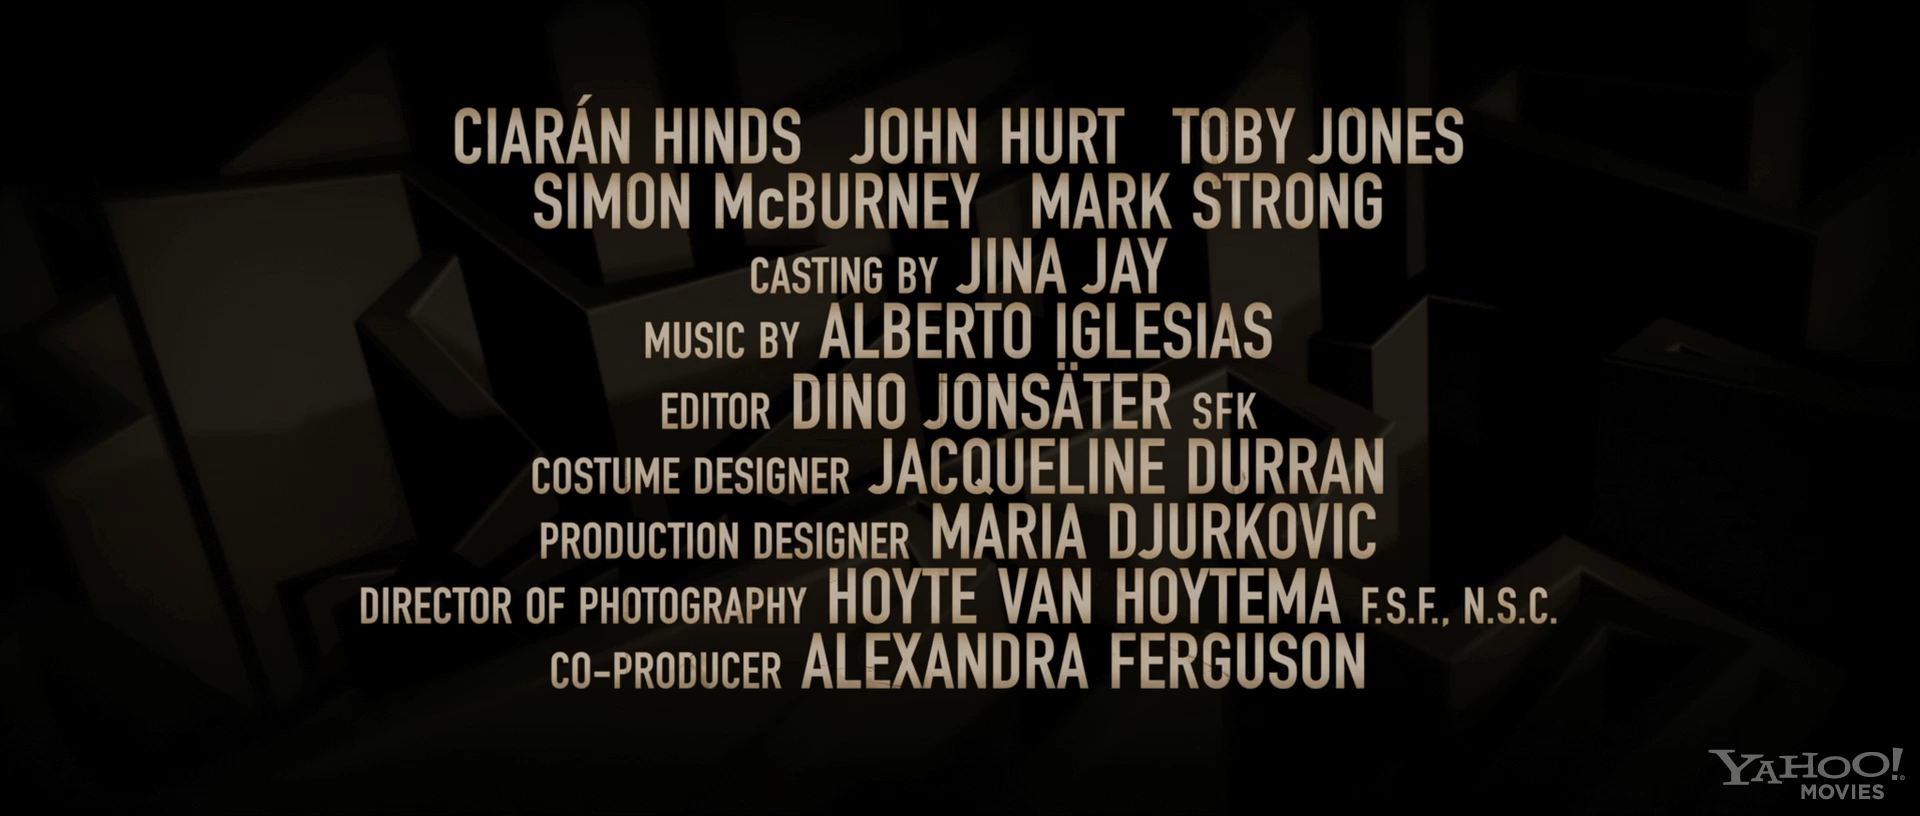 CIARÁN HINDS JOHN HURT TOBY JONES
SIMON McBURNEY MARK STRONG
CASTING BY JINA JAY
MUSIC BY ALBERTO IGLESIAS
EDITOR DINO JONSÄTER SFK
COSTUME DESIGNER JACQUELINE DURRAN
PRODUCTION DESIGNER MARIA DJURKOVIC
DIRECTOR OF PHOTOGRAPHY HOYTE VAN HOYTEMA F.S.F., N.S.C.
CO-PRODUCER ALEXANDRA FERGUSON
YAHOO!
MOVIES